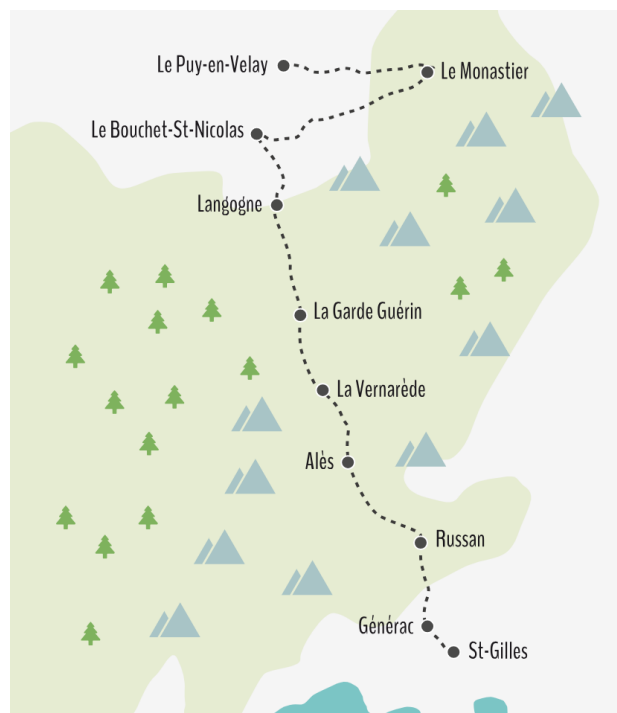 Le Puy-en-Velay
Le Monastier
Le Bouchet-St-Nicolas
Langogne
La Garde Guérin
La Vernarède
Alès
Russan
Générac
St-Gilles